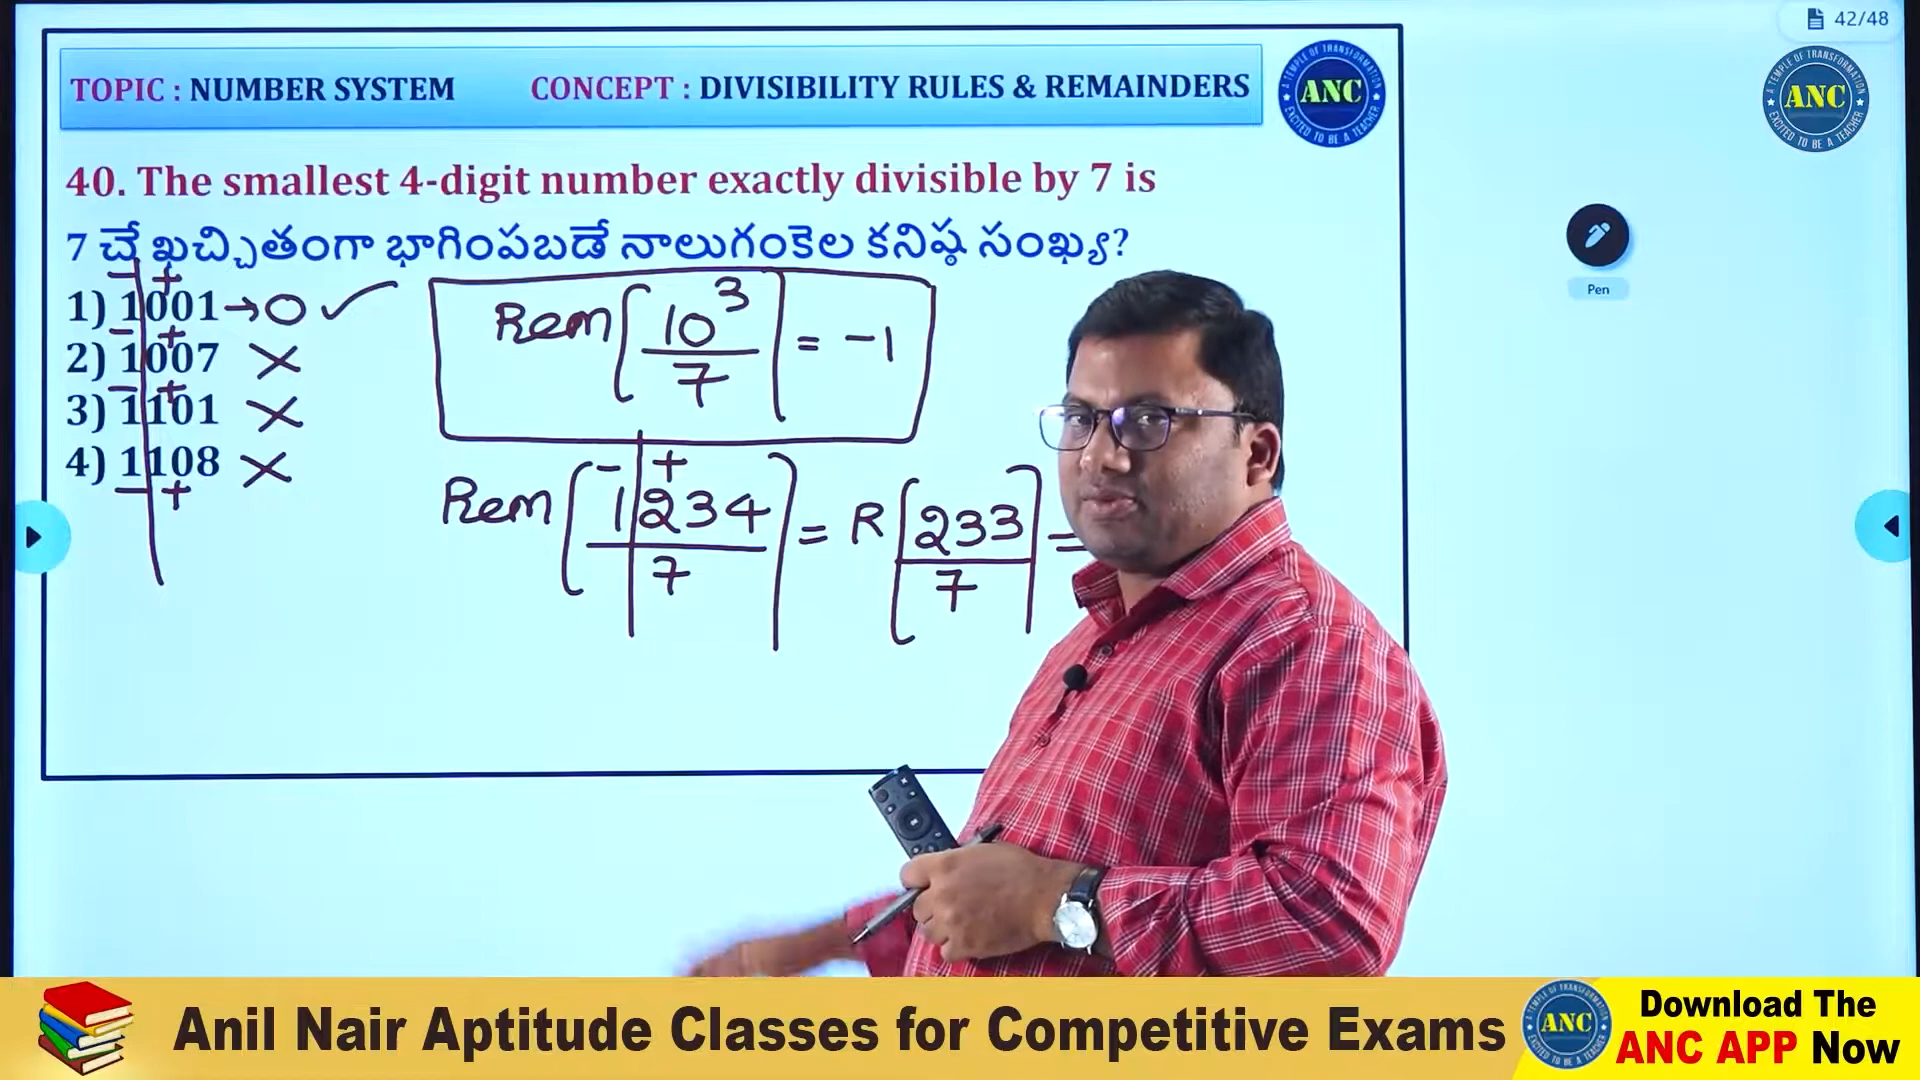 42/48
TOPIC : NUMBER SYSTEM CONCEPT : DIVISIBILITY RULES & REMAINDERS
ANC
ANC
40. The smallest 4-digit number exactly divisible by 7 is
7 చే ఖచ్చితంగా భాగింపబడే నాలుగంకెల కనిష్ఠ సంఖ్య?
Pen
1) 1001 → 0 ✓
2) 1007 ✗
3) 1101 ✗
4) 1108 ✗
Rem [10³/7] = -1
Rem [1234/7] = R [233/7] =
Anil Nair Aptitude Classes for Competitive Exams
ANC
Download The
ANC APP Now